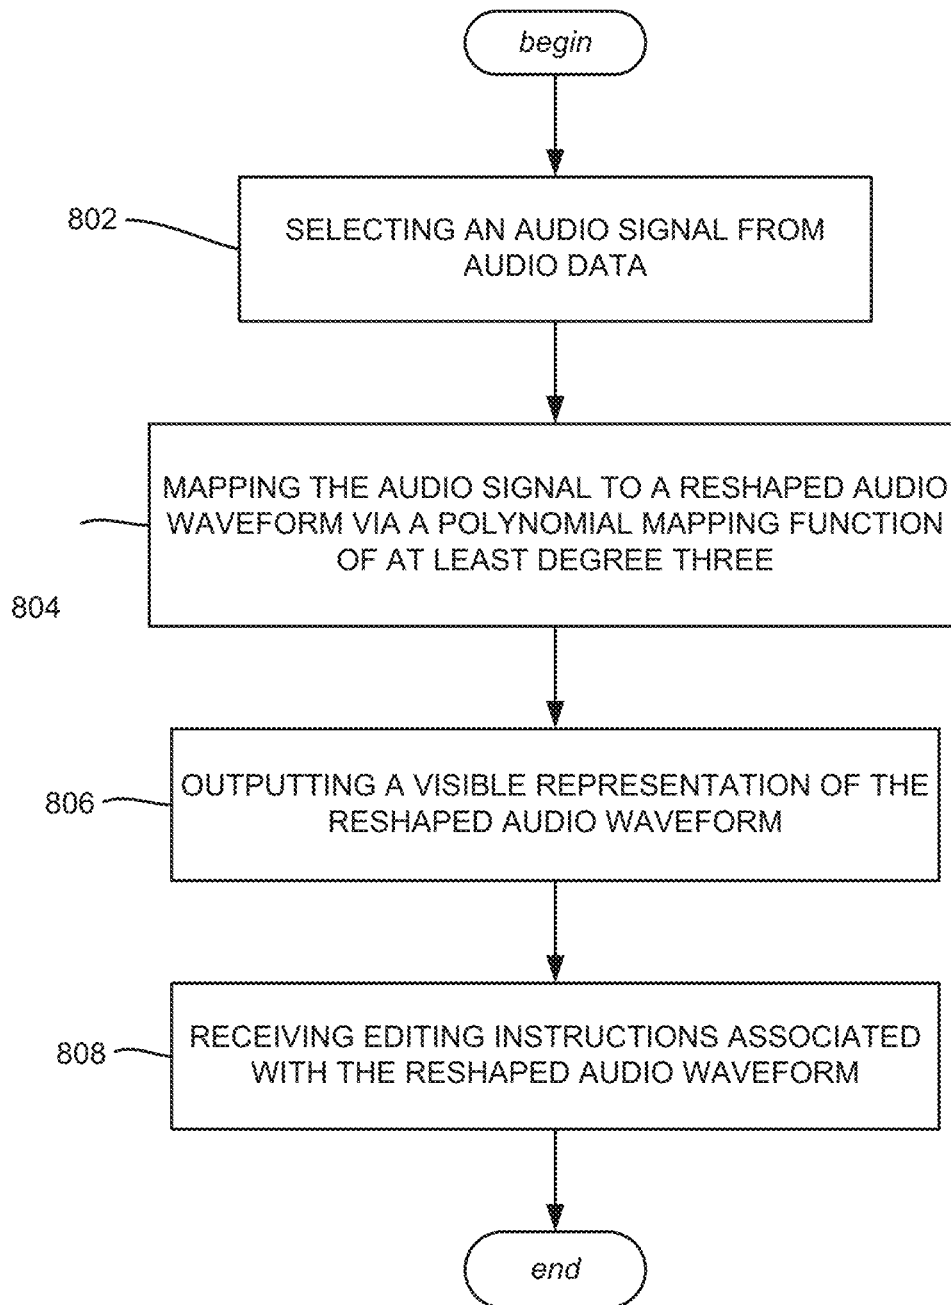 begin
802
SELECTING AN AUDIO SIGNAL FROM
AUDIO DATA
MAPPING THE AUDIO SIGNAL TO A RESHAPED AUDIO
WAVEFORM VIA A POLYNOMIAL MAPPING FUNCTION
OF AT LEAST DEGREE THREE
804
OUTPUTTING A VISIBLE REPRESENTATION OF THE
806
RESHAPED AUDIO WAVEFORM
RECEIVING EDITING INSTRUCTIONS ASSOCIATED
808
WITH THE RESHAPED AUDIO WAVEFORM
end